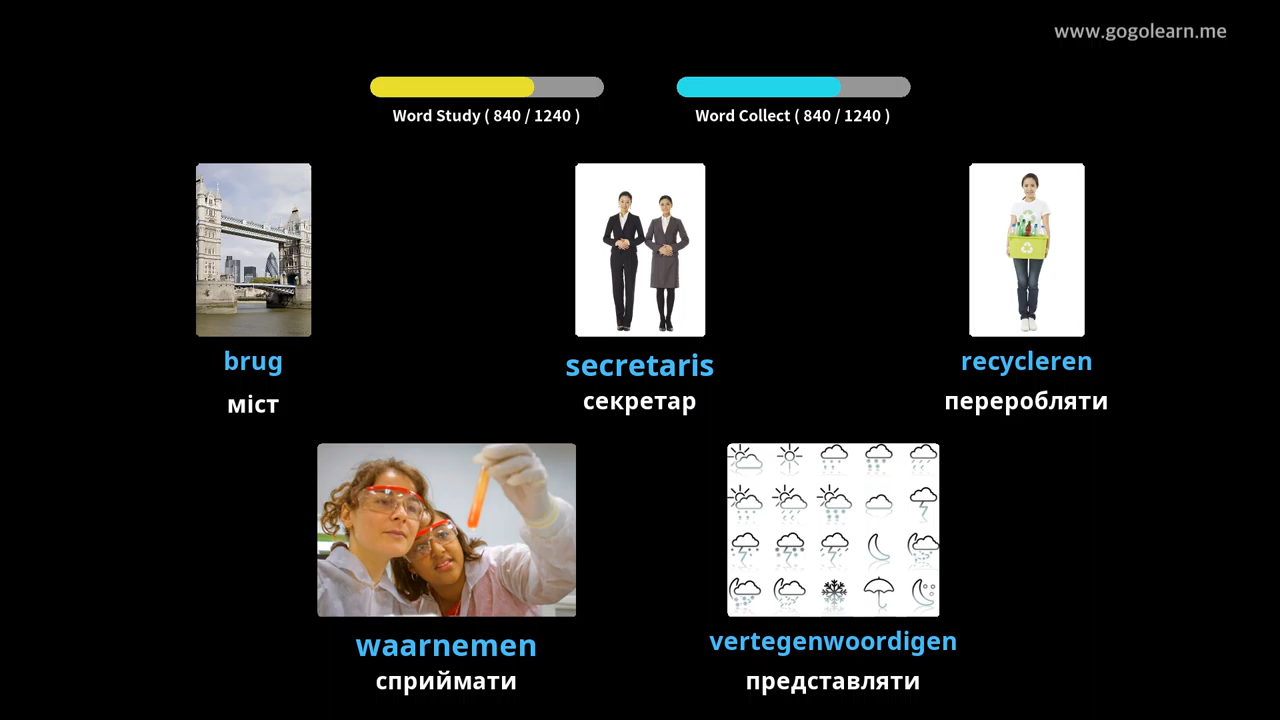 www.gogolearn.me
Word Study ( 840 / 1240 )
Word Collect ( 840 / 1240 )
brug
secretaris
recycleren
міст
секретар
переробляти
waarnemen
vertegenwoordigen
сприймати
представляти